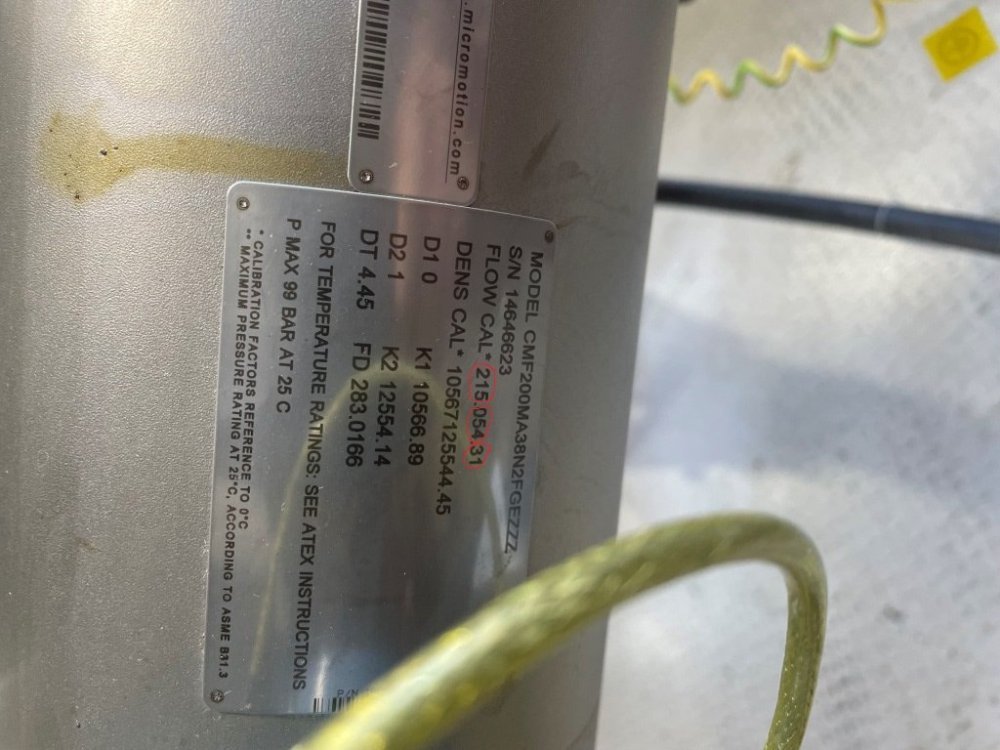 .micromotion.com
MODEL CMF200MA38N2FGEZZZ
S/N 14646623
FLOW CAL* 215.054.31
DENS CAL* 10567125544.45
D1 0 K1 10566.89
D2 1 K2 12554.14
DT 4.45 FD 283.0166
FOR TEMPERATURE RATINGS: SEE ATEX INSTRUCTIONS
P MAX 99 BAR AT 25 C
* CALIBRATION FACTORS REFERENCE TO 0°C
** MAXIMUM PRESSURE RATING AT 25°C, ACCORDING TO ASME B31.3